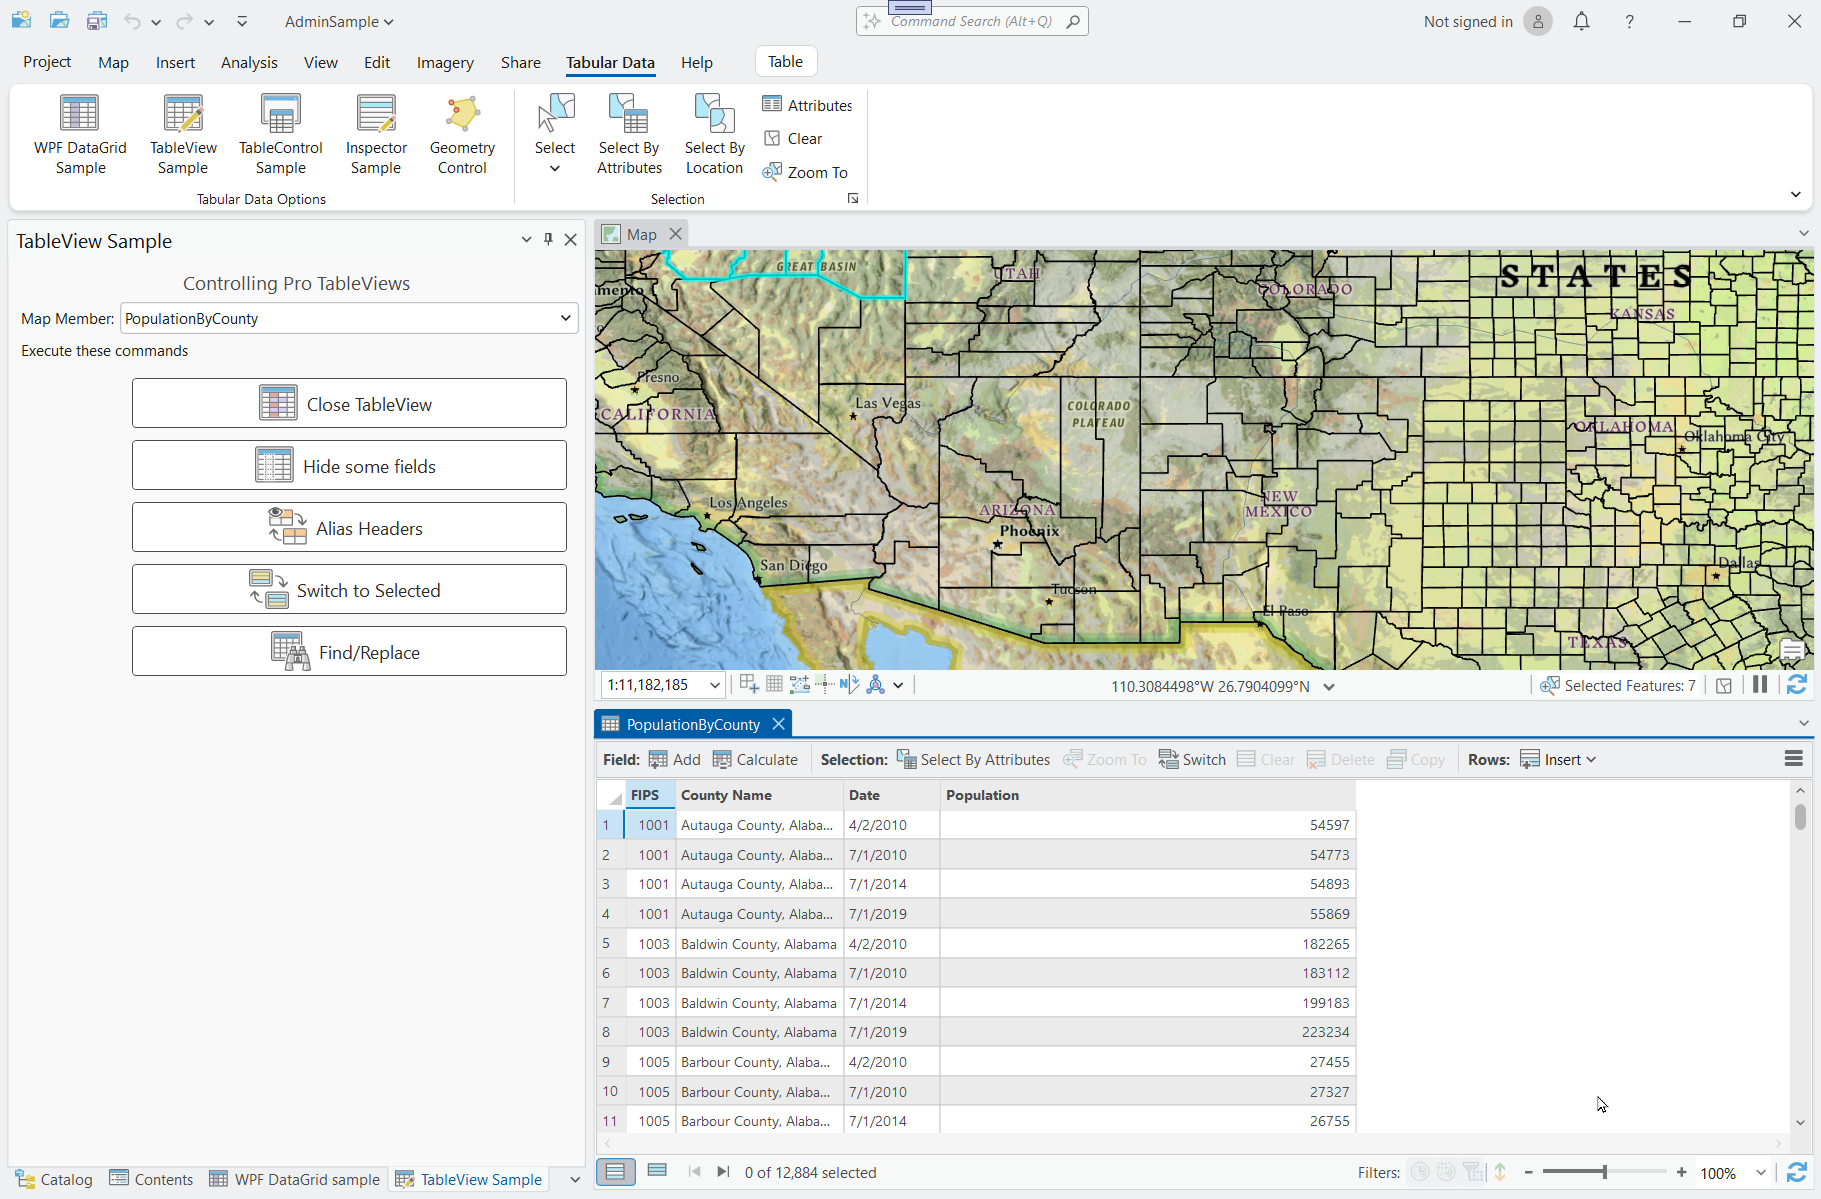 AdminSample
Command Search (Alt+Q)
Not signed in
Project Map Insert Analysis View Edit Imagery Share Tabular Data Help Table
WPF DataGrid Sample
TableView Sample
TableControl Sample
Inspector Sample
Geometry Control
Tabular Data Options
Select
Select By Attributes
Select By Location
Attributes
Clear
Zoom To
Selection
TableView Sample
Controlling Pro TableViews
Map Member: PopulationByCounty
Execute these commands
Close TableView
Hide some fields
Alias Headers
Switch to Selected
Find/Replace
Catalog Contents WPF DataGrid sample TableView Sample
Map
GREAT BASIN
UTAH
COLORADO
STATES
KANSAS
mento
Fresno
CALIFORNIA
Las Vegas
COLORADO PLATEAU
OKLAHOMA
Oklahoma City
Los Angeles
ARIZONA
Phoenix
NEW MEXICO
San Diego
Tucson
El Paso
Dallas
TEXAS
1:11,182,185
110.3084498°W 26.7904099°N
Selected Features: 7
PopulationByCounty
Field: Add Calculate Selection: Select By Attributes Zoom To Switch Clear Delete Copy Rows: Insert
FIPS County Name Date Population
1 1001 Autauga County, Alaba... 4/2/2010 54597
2 1001 Autauga County, Alaba... 7/1/2010 54773
3 1001 Autauga County, Alaba... 7/1/2014 54893
4 1001 Autauga County, Alaba... 7/1/2019 55869
5 1003 Baldwin County, Alabama 4/2/2010 182265
6 1003 Baldwin County, Alabama 7/1/2010 183112
7 1003 Baldwin County, Alabama 7/1/2014 199183
8 1003 Baldwin County, Alabama 7/1/2019 223234
9 1005 Barbour County, Alaba... 4/2/2010 27455
10 1005 Barbour County, Alaba... 7/1/2010 27327
11 1005 Barbour County, Alaba... 7/1/2014 26755
0 of 12,884 selected
Filters:
100%